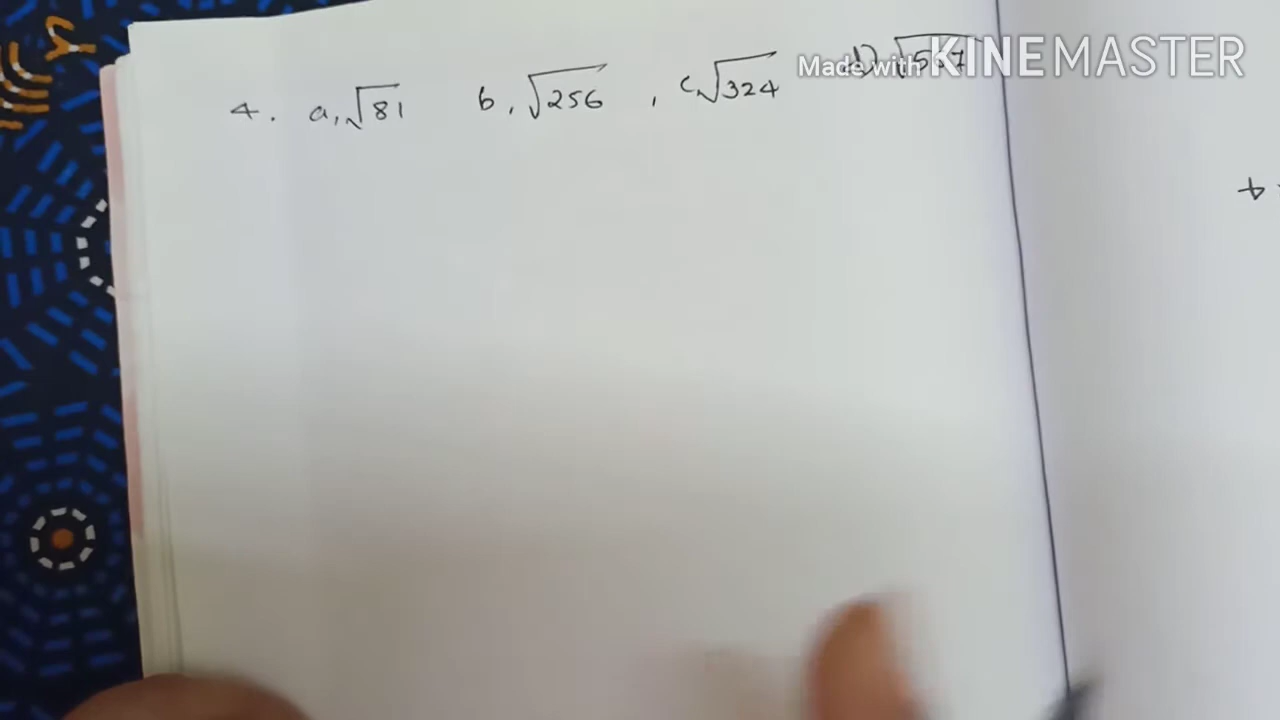 4. a, √81 b, √256 , c, √324 d)
Made with KINEMASTER